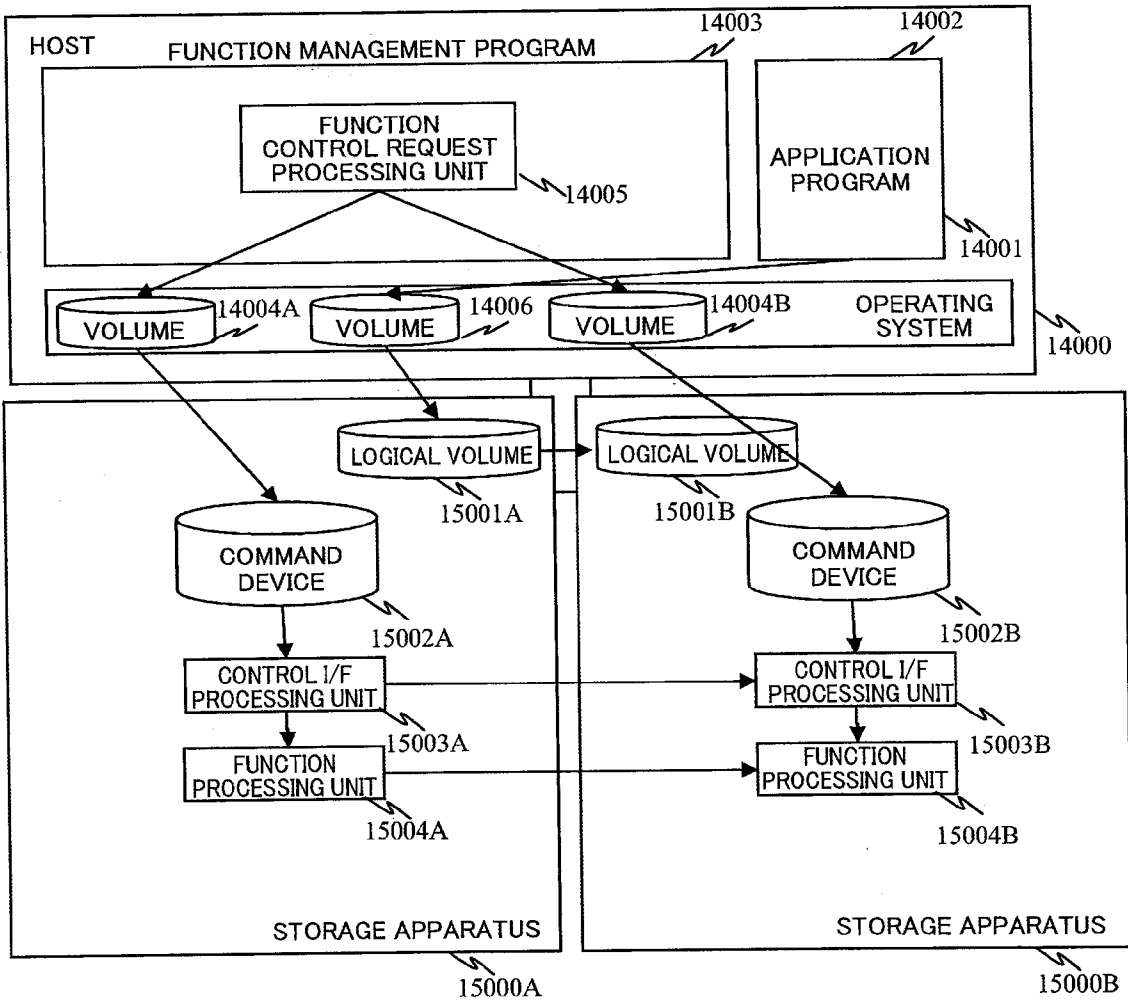 14003
14002
HOST
FUNCTION MANAGEMENT PROGRAM
FUNCTION
CONTROL REQUEST
PROCESSING UNIT
14005
APPLICATION
PROGRAM
14001
VOLUME
14004A
VOLUME
14006
VOLUME
14004B
OPERATING
SYSTEM
14000
LOGICAL VOLUME
15001A
LOGICAL VOLUME
15001B
COMMAND
DEVICE
15002A
COMMAND
DEVICE
15002B
CONTROL I/F
PROCESSING UNIT
15003A
CONTROL I/F
PROCESSING UNIT
15003B
FUNCTION
PROCESSING UNIT
15004A
FUNCTION
PROCESSING UNIT
15004B
STORAGE APPARATUS
15000A
STORAGE APPARATUS
15000B